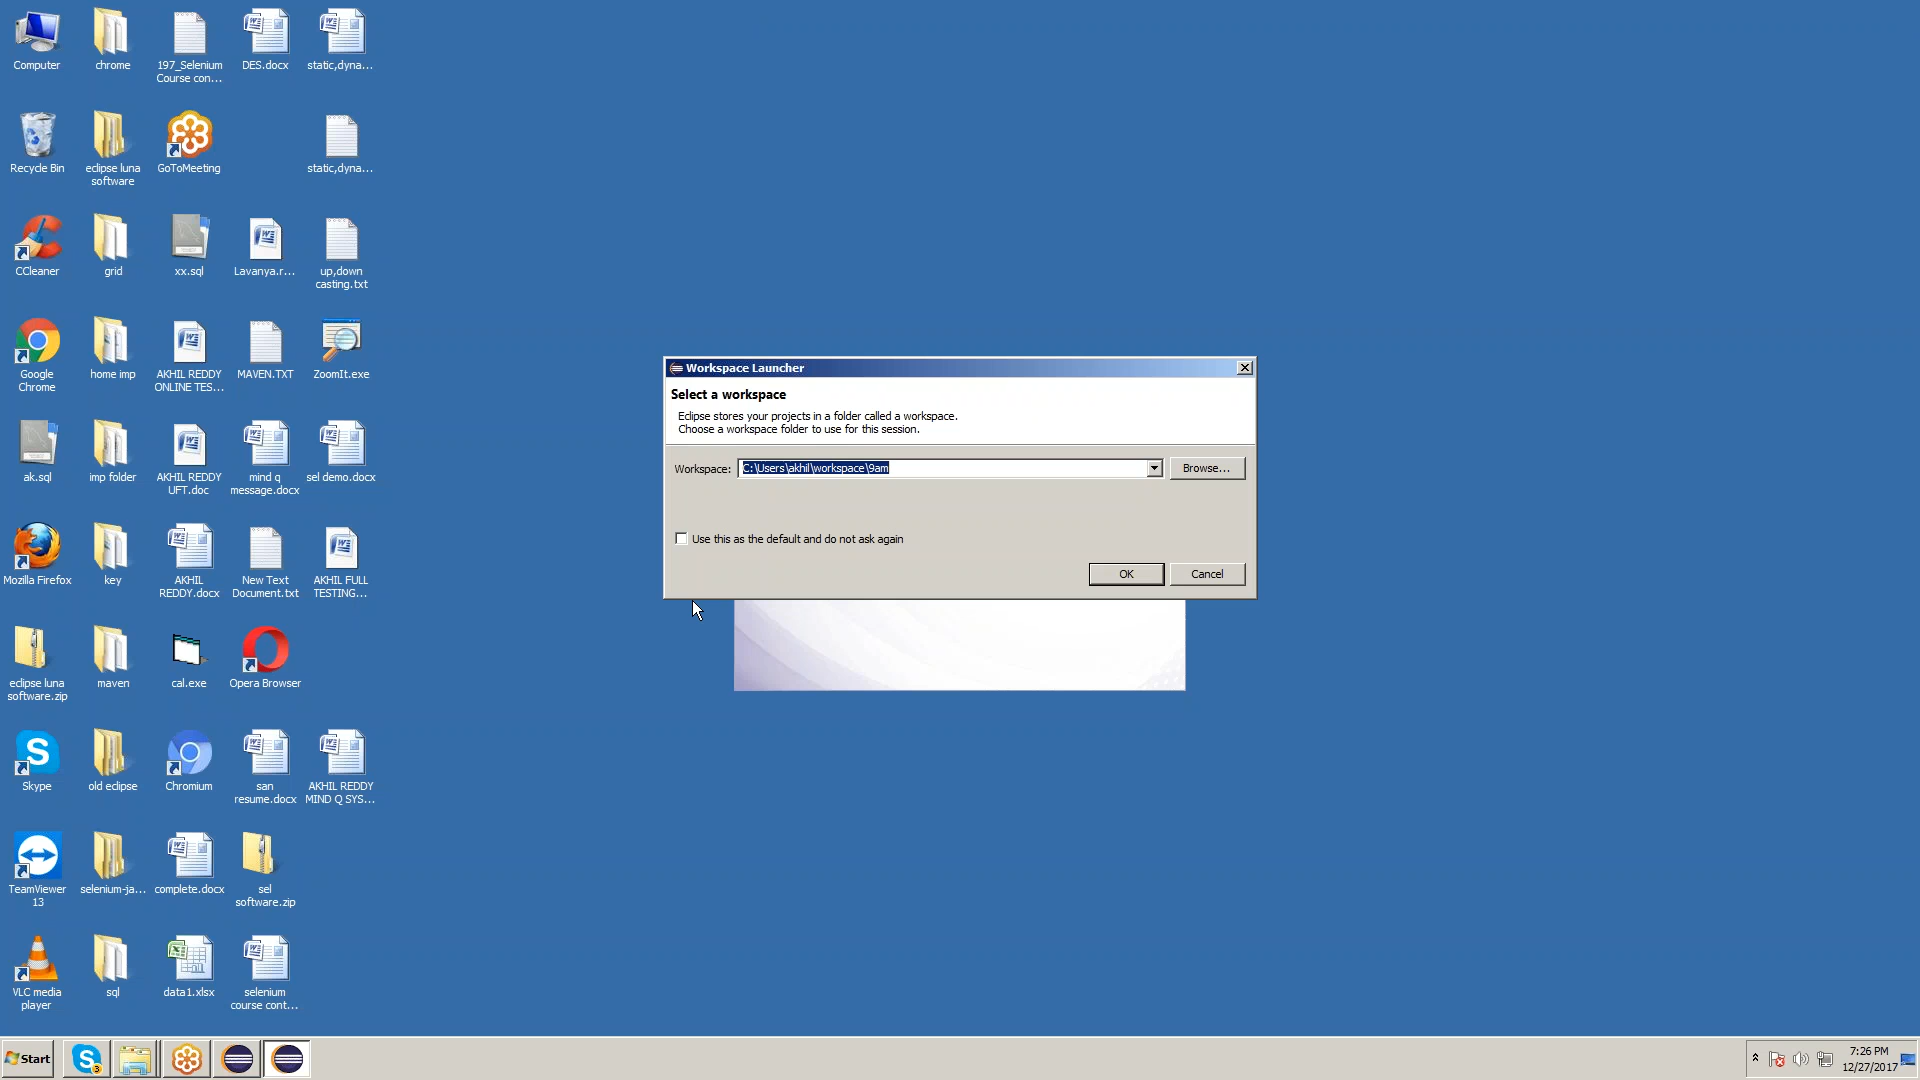 Computer
chrome
197_Selenium
Course con...
DES.docx
static,dyna...
Recycle Bin
eclipse luna
software
GoToMeeting
static,dyna...
CCleaner
grid
xx.sql
Lavanya.r...
up,down
casting.txt
Google
Chrome
home imp
AKHIL REDDY
ONLINE TES...
MAVEN.TXT
ZoomIt.exe
ak.sql
imp folder
AKHIL REDDY
UFT.doc
mind q
message.docx
sel demo.docx
Mozilla Firefox
key
AKHIL
REDDY.docx
New Text
Document.txt
AKHIL FULL
TESTING...
eclipse luna
software.zip
maven
cal.exe
Opera Browser
Skype
old eclipse
Chromium
san
resume.docx
AKHIL REDDY
MIND Q SYS...
TeamViewer
13
selenium-ja...
complete.docx
sel
software.zip
VLC media
player
sql
data1.xlsx
selenium
course cont...
Workspace Launcher
Select a workspace
Eclipse stores your projects in a folder called a workspace.
Choose a workspace folder to use for this session.
Workspace: C:\Users\akhil\workspace\9am Browse...
Use this as the default and do not ask again
OK Cancel
Start
3
7:26 PM
12/27/2017